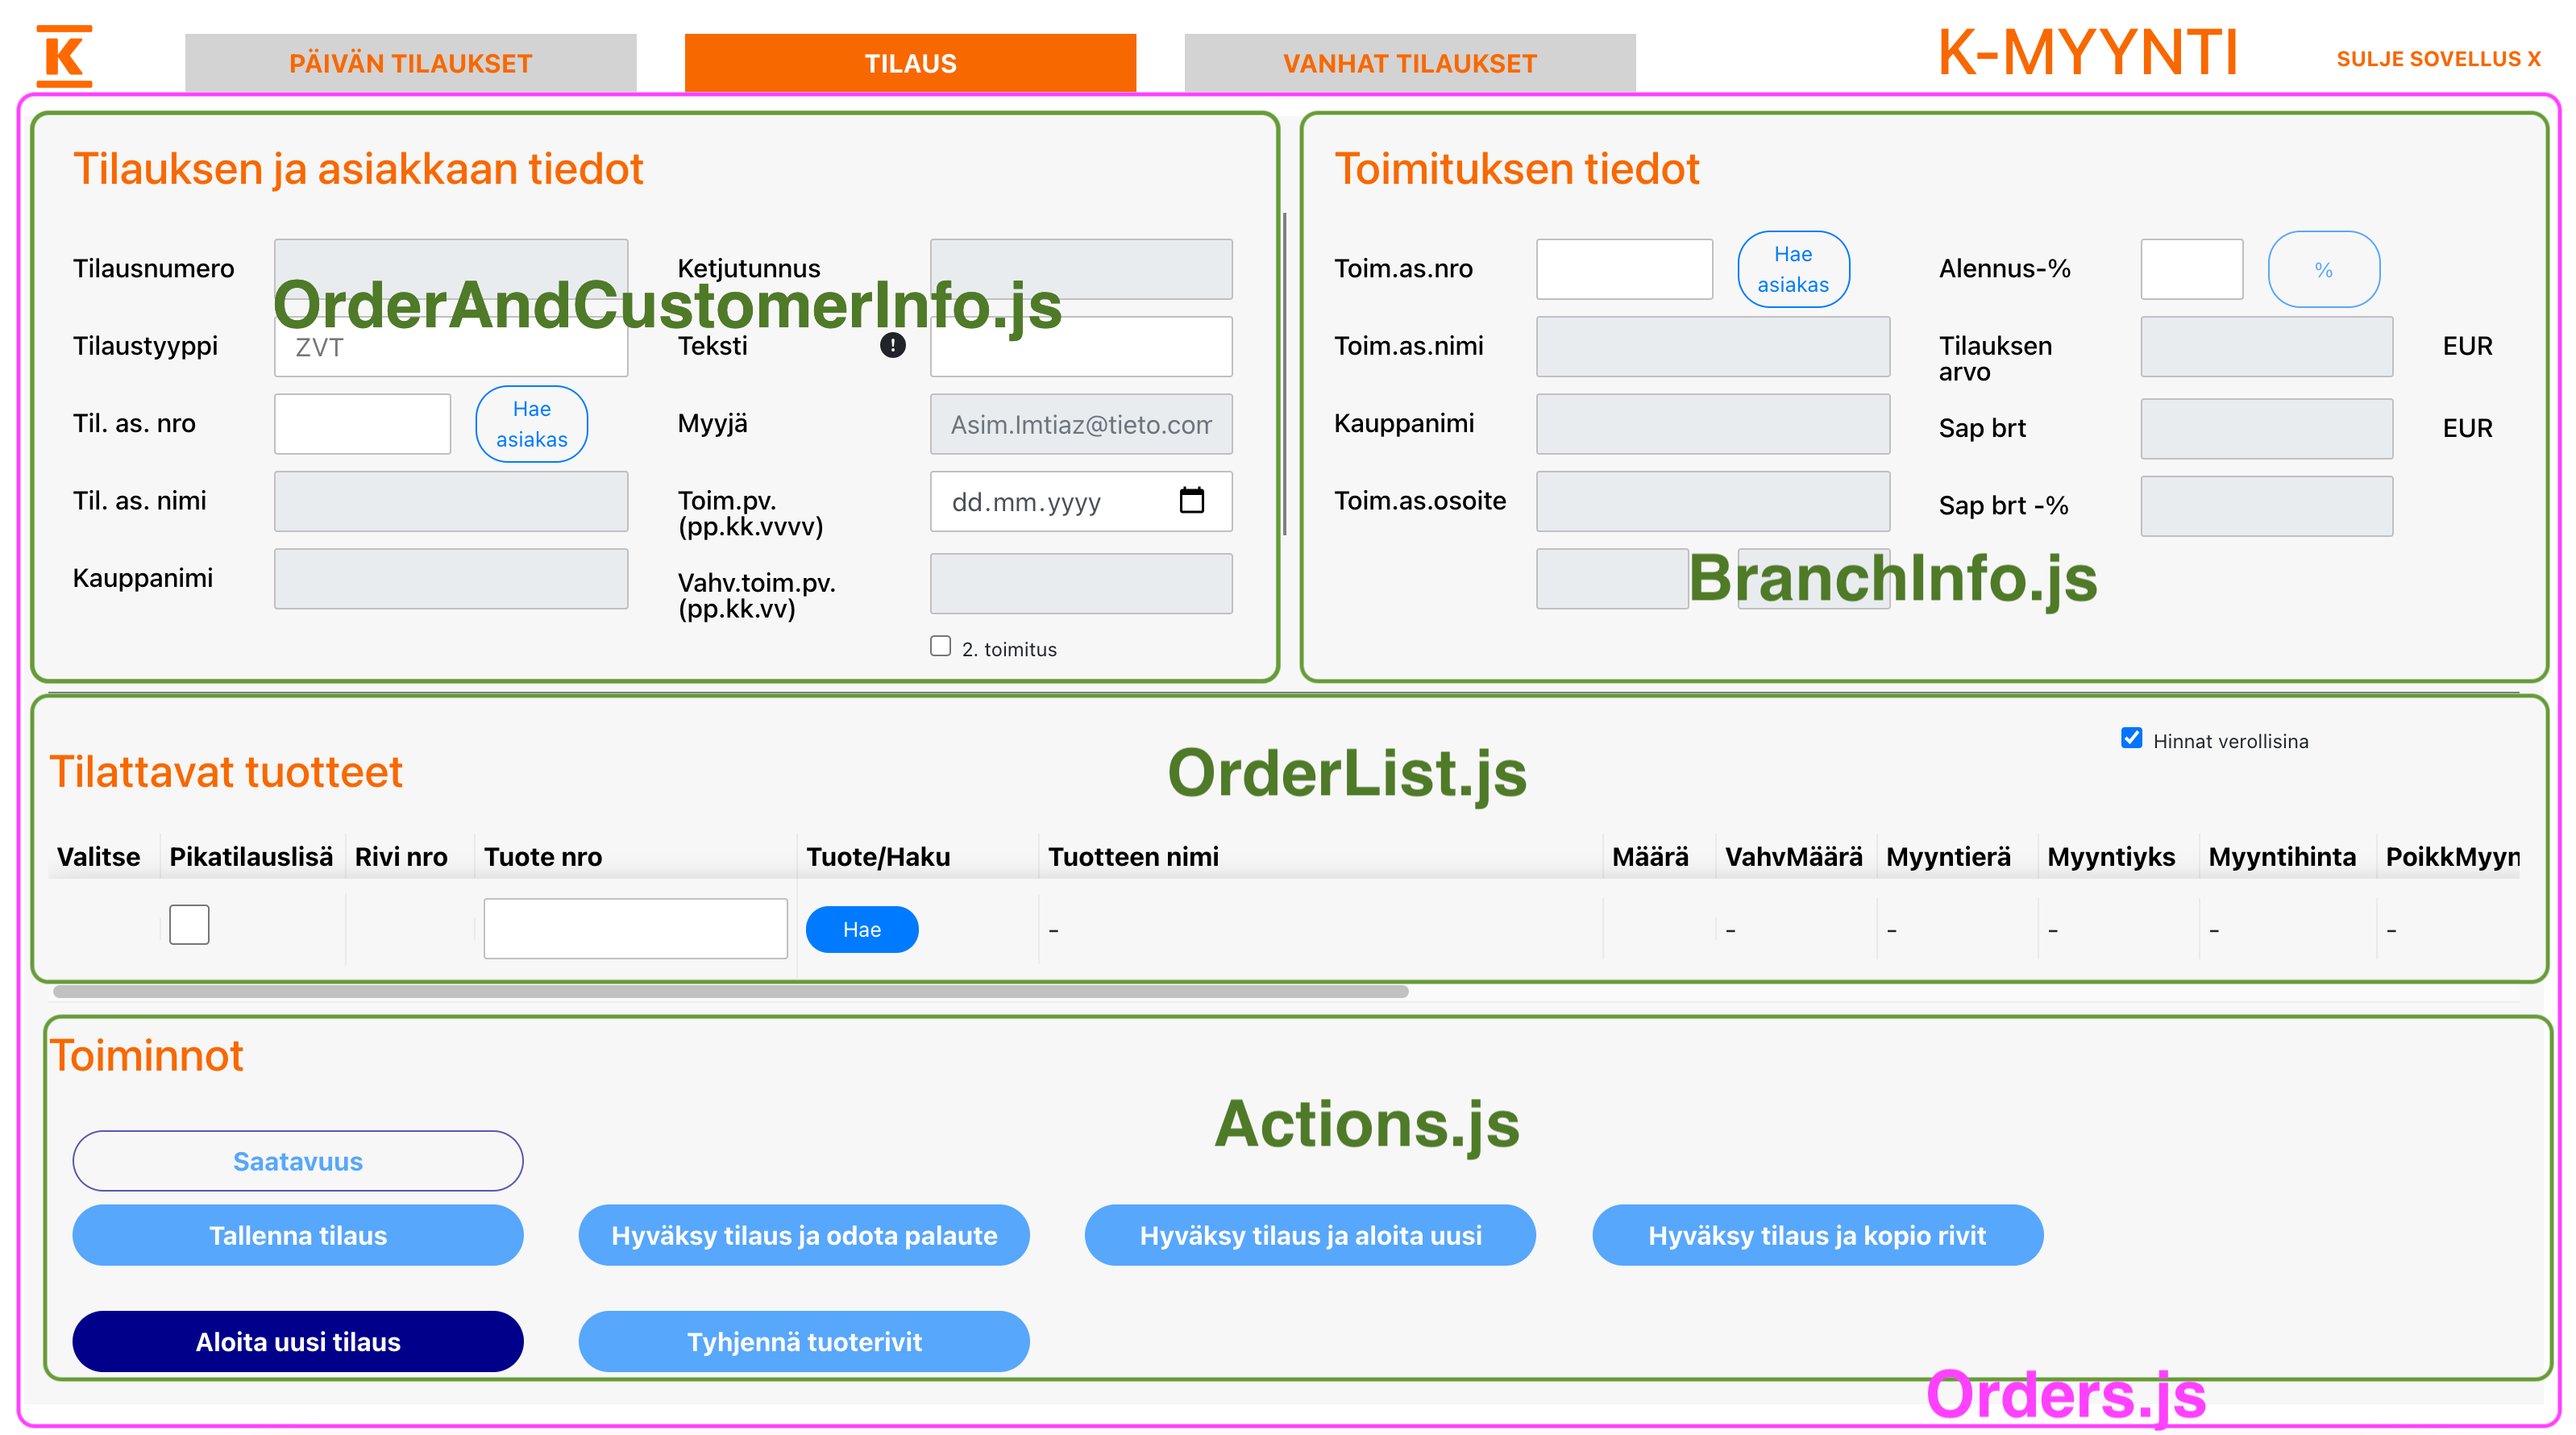 K
PÄIVÄN TILAUKSET
TILAUS
VANHAT TILAUKSET
K-MYYNTI
SULJE SOVELLUS X
Tilauksen ja asiakkaan tiedot
Tilausnumero
Ketjutunnus
OrderAndCustomerInfo.js
Tilaustyyppi
ZVT
Teksti
!
Til. as. nro
Hae
asiakas
Myyjä
Asim.Imtiaz@tieto.com
Til. as. nimi
Toim.pv.
(pp.kk.vvvv)
dd.mm.yyyy
Kauppanimi
Vahv.toim.pv.
(pp.kk.vv)
2. toimitus
Toimituksen tiedot
Toim.as.nro
Hae
asiakas
Alennus-%
%
Toim.as.nimi
Tilauksen
arvo
EUR
Kauppanimi
Sap brt
EUR
Toim.as.osoite
Sap brt -%
BranchInfo.js
Tilattavat tuotteet
OrderList.js
Hinnat verollisina
Valitse Pikatilauslisä Rivi nro Tuote nro Tuote/Haku Tuotteen nimi Määrä VahvMäärä Myyntierä Myyntiyks Myyntihinta PoikkMyyn
Hae - - - - - -
Toiminnot
Actions.js
Saatavuus
Tallenna tilaus
Hyväksy tilaus ja odota palaute
Hyväksy tilaus ja aloita uusi
Hyväksy tilaus ja kopio rivit
Aloita uusi tilaus
Tyhjennä tuoterivit
Orders.js